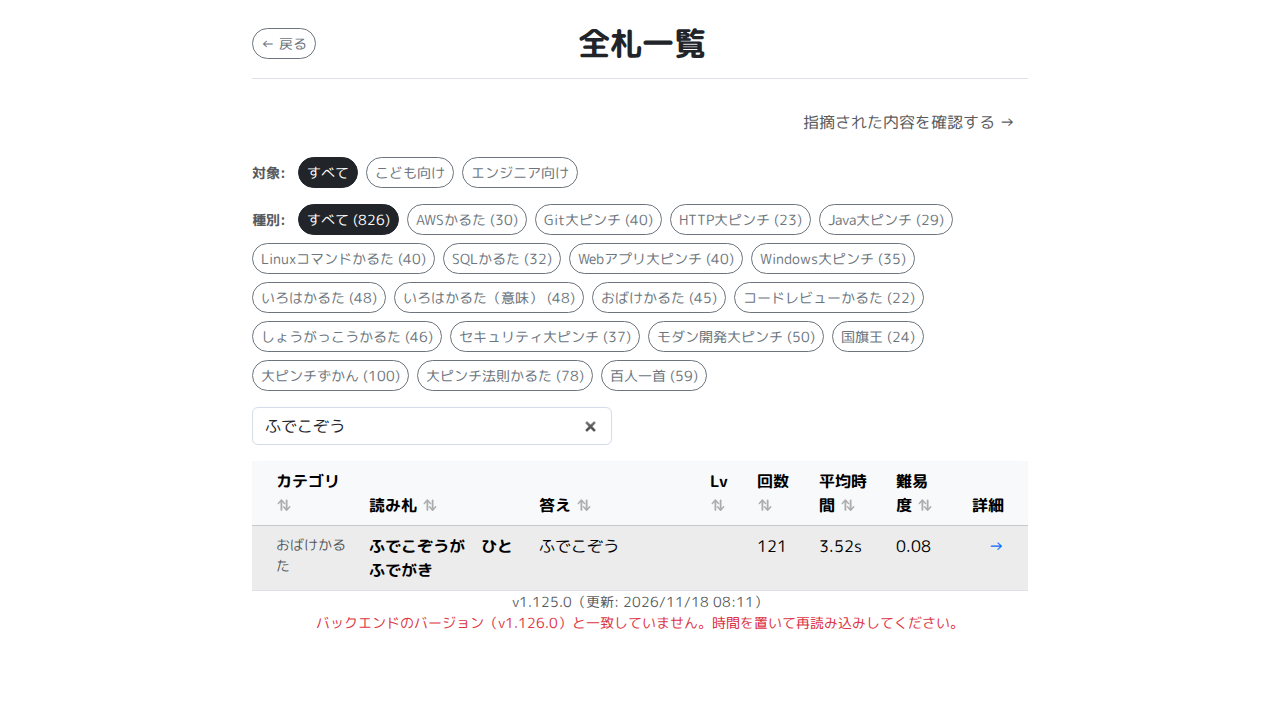 ← 戻る
全札一覧
指摘された内容を確認する →
対象: すべて こども向け エンジニア向け
種別: すべて (826) AWSかるた (30) Git大ピンチ (40) HTTP大ピンチ (23) Java大ピンチ (29)
Linuxコマンドかるた (40) SQLかるた (32) Webアプリ大ピンチ (40) Windows大ピンチ (35)
いろはかるた (48) いろはかるた（意味） (48) おばけかるた (45) コードレビューかるた (22)
しょうがっこうかるた (46) セキュリティ大ピンチ (37) モダン開発大ピンチ (50) 国旗王 (24)
大ピンチずかん (100) 大ピンチ法則かるた (78) 百人一首 (59)
ふでこぞう ×
カテゴリ Lv 回数 平均時 難易
⇅ 読み札 ⇅ 答え ⇅ ⇅ ⇅ 間 ⇅ 度 ⇅ 詳細
おばけかる ふでこぞうが　ひと ふでこぞう 121 3.52s 0.08 →
た ふでがき
v1.125.0（更新: 2026/11/18 08:11）
バックエンドのバージョン（v1.126.0）と一致していません。時間を置いて再読み込みしてください。